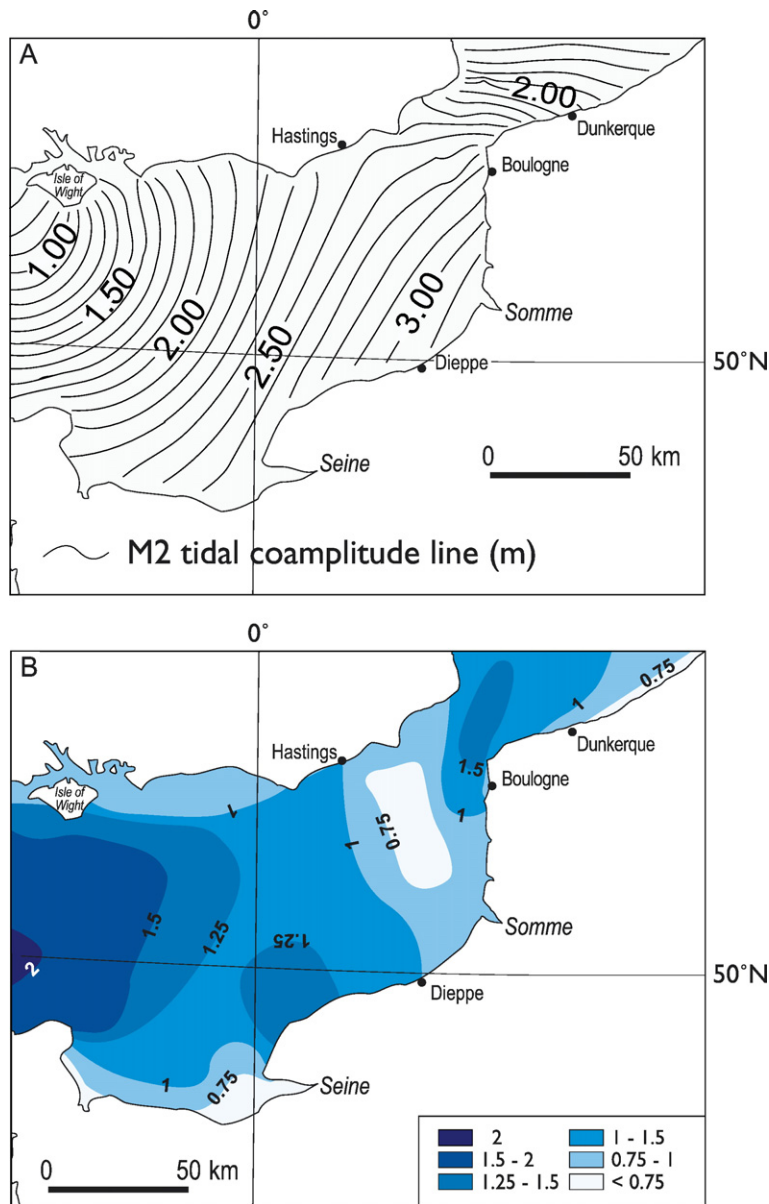 0°
A
2.00
Dunkerque
Hastings
Boulogne
Isle of
Wight
1.00
1.50
2.00
2.50
3.00
Somme
50°N
Dieppe
0 50 km
Seine
M2 tidal coamplitude line (m)
0°
B
0.75
1
Dunkerque
Hastings
1.5
Boulogne
Isle of
Wight
1
1
0.75
1
1.5
1.25
1.25
Somme
2
50°N
Dieppe
0.75
1
Seine
0 50 km
2 1 - 1.5
1.5 - 2 0.75 - 1
1.25 - 1.5 < 0.75